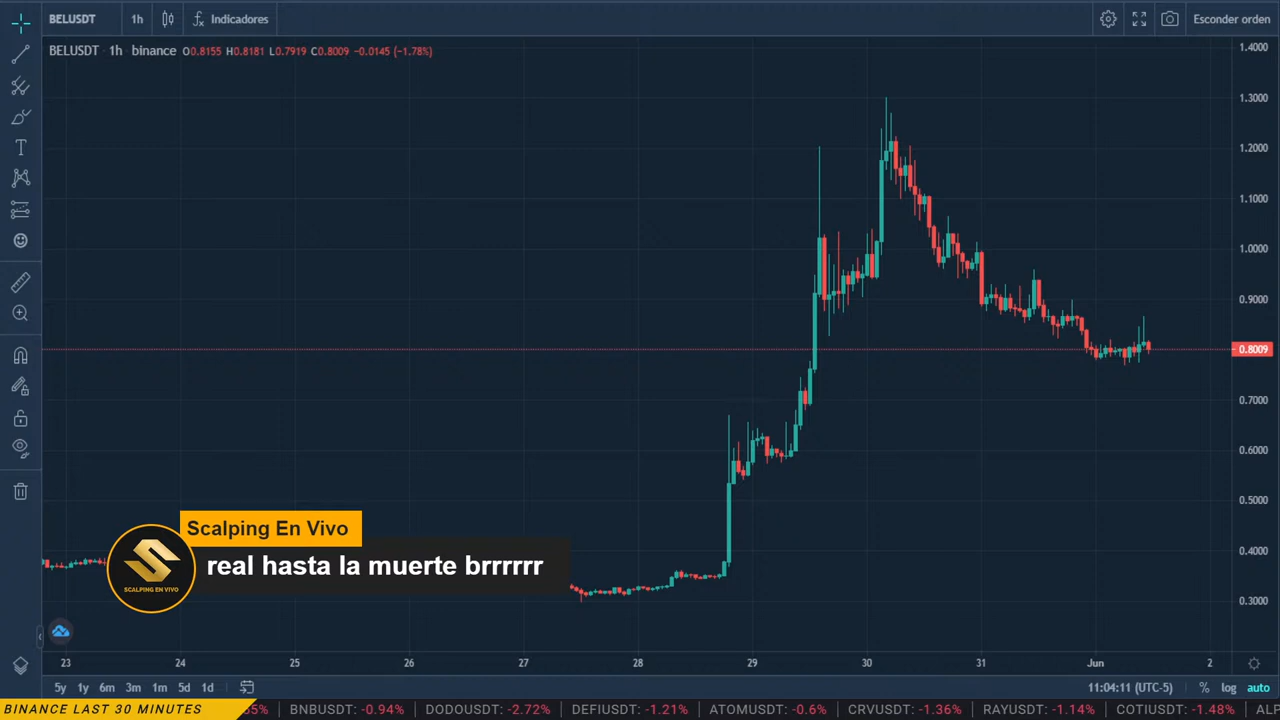 BELUSDT 1h Indicadores Esconder orden
BELUSDT 1h binance O0.8155 H0.8181 L0.7919 C0.8009 -0.0145 (-1.78%)
1.4000
1.3000
1.2000
1.1000
1.0000
0.9000
0.8009
0.7000
0.6000
0.5000
0.4000
0.3000
Scalping En Vivo
real hasta la muerte brrrrrr
SCALPING EN VIVO
23 24 25 26 27 28 29 30 31 Jun 2
5y 1y 6m 3m 1m 5d 1d 11:04:11 (UTC-5) % log auto
BINANCE LAST 30 MINUTES 5% BNBUSDT: -0.94% DODOUSDT: -2.72% DEFIUSDT: -1.21% ATOMUSDT: -0.6% CRVUSDT: -1.36% RAYUSDT: -1.14% COTIUSDT: -1.48%